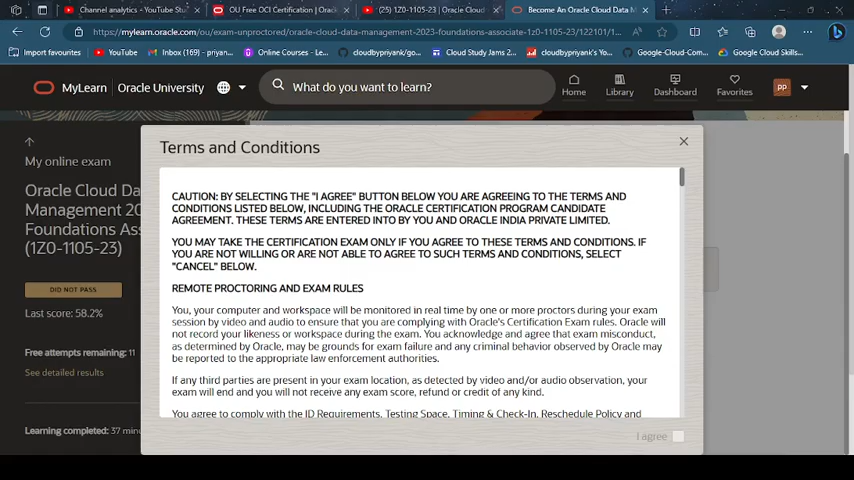 Channel analytics - YouTube Stu
OU Free OCI Certification | Oracle
(25) 1Z0-1105-23 | Oracle Cloud
Become An Oracle Cloud Data M
https://mylearn.oracle.com/ou/exam-unproctored/oracle-cloud-data-management-2023-foundations-associate-1z0-1105-23/122101/1
Import favourites
YouTube
Inbox (169) - priyan...
Online Courses - Le...
cloudbypriyank/go...
Cloud Study Jams 2...
cloudbypriyank's Yo...
Google-Cloud-Com...
Google Cloud Skills...
MyLearn
Oracle University
What do you want to learn?
Home
Library
Dashboard
Favorites
PP
My online exam
Oracle Cloud Da
Management 20
Foundations Ass
(1Z0-1105-23)
DID NOT PASS
Last score: 58.2%
Free attempts remaining: 11
See detailed results
Learning completed: 37 minu
Terms and Conditions
CAUTION: BY SELECTING THE "I AGREE" BUTTON BELOW YOU ARE AGREEING TO THE TERMS AND
CONDITIONS LISTED BELOW, INCLUDING THE ORACLE CERTIFICATION PROGRAM CANDIDATE
AGREEMENT. THESE TERMS ARE ENTERED INTO BY YOU AND ORACLE INDIA PRIVATE LIMITED.
YOU MAY TAKE THE CERTIFICATION EXAM ONLY IF YOU AGREE TO THESE TERMS AND CONDITIONS. IF
YOU ARE NOT WILLING OR ARE NOT ABLE TO AGREE TO SUCH TERMS AND CONDITIONS, SELECT
"CANCEL" BELOW.
REMOTE PROCTORING AND EXAM RULES
You, your computer and workspace will be monitored in real time by one or more proctors during your exam
session by video and audio to ensure that you are complying with Oracle's Certification Exam rules. Oracle will
not record your likeness or workspace during the exam. You acknowledge and agree that exam misconduct,
as determined by Oracle, may be grounds for exam failure and any criminal behavior observed by Oracle may
be reported to the appropriate law enforcement authorities.
If any third parties are present in your exam location, as detected by video and/or audio observation, your
exam will end and you will not receive any exam score, refund or credit of any kind.
You agree to comply with the ID Requirements, Testing Space, Timing & Check-In, Reschedule Policy and
I agree